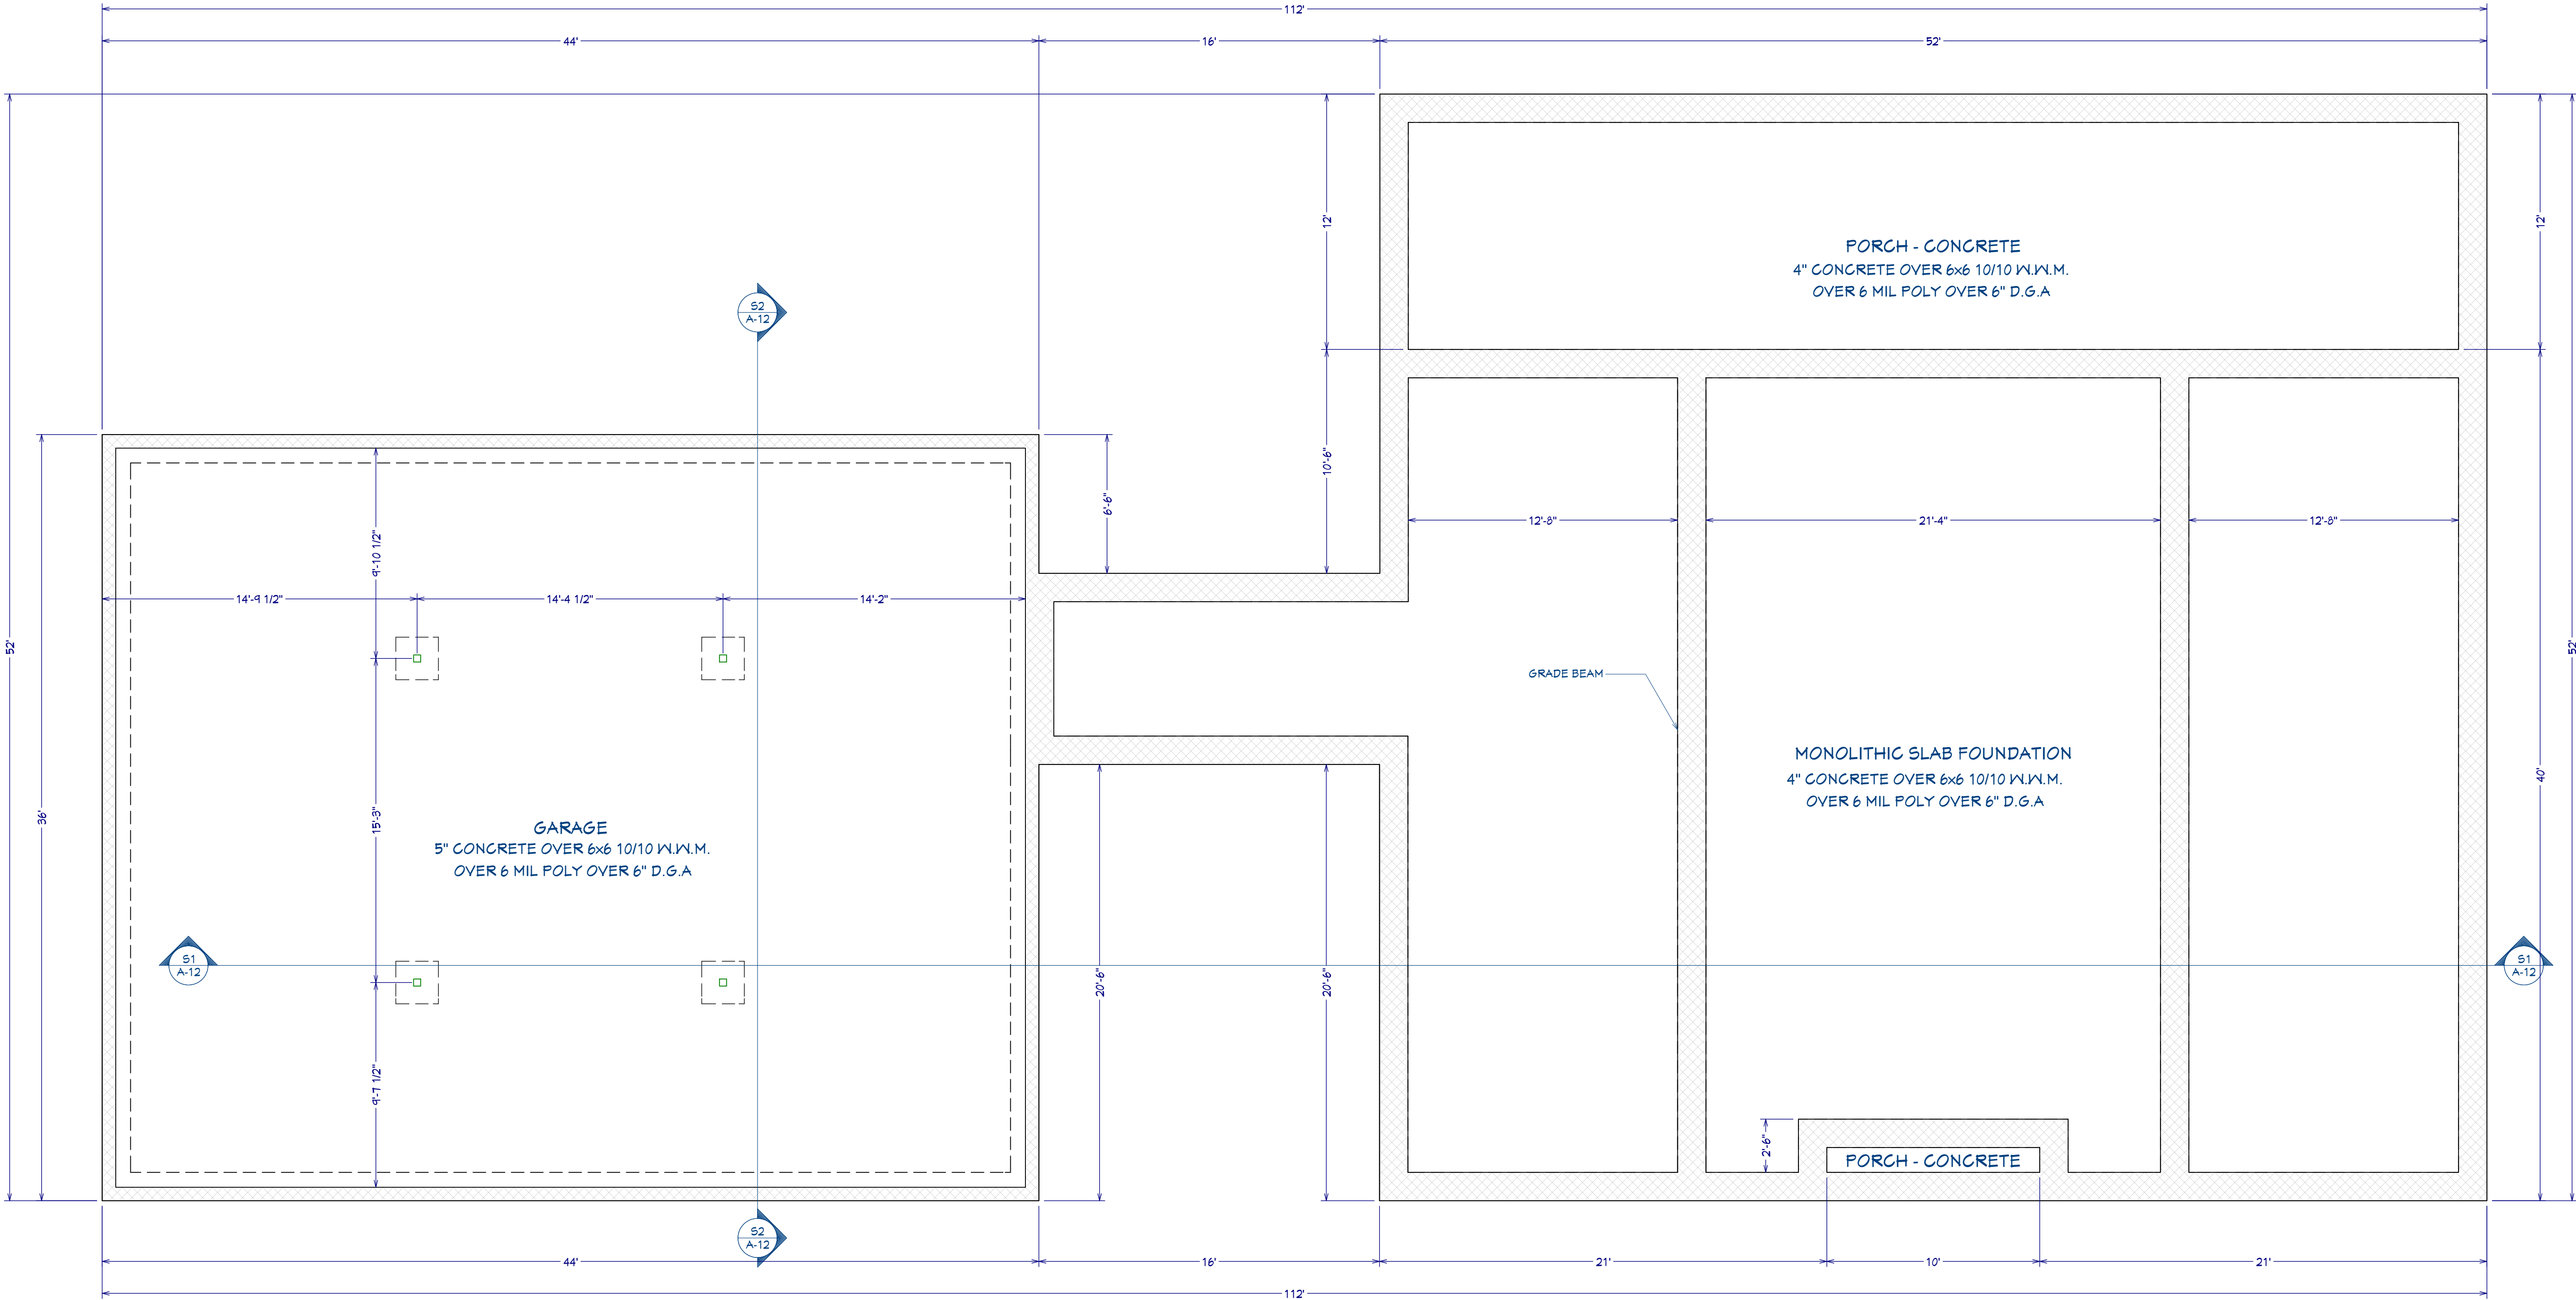 112'
44'
16'
52'
12'
12'
PORCH - CONCRETE
4" CONCRETE OVER 6x6 10/10 W.W.M.
OVER 6 MIL POLY OVER 6" D.G.A
S2
A-12
10'-6"
6'-6"
9'-10 1/2"
12'-8"
21'-4"
12'-8"
14'-9 1/2"
14'-4 1/2"
14'-2"
52'
52'
GRADE BEAM
MONOLITHIC SLAB FOUNDATION
4" CONCRETE OVER 6x6 10/10 W.W.M.
OVER 6 MIL POLY OVER 6" D.G.A
40'
36'
15'-3"
GARAGE
5" CONCRETE OVER 6x6 10/10 W.W.M.
OVER 6 MIL POLY OVER 6" D.G.A
S1
A-12
20'-6"
20'-6"
S1
A-12
9'-7 1/2"
2'-6"
PORCH - CONCRETE
S2
A-12
44'
16'
21'
10'
21'
112'